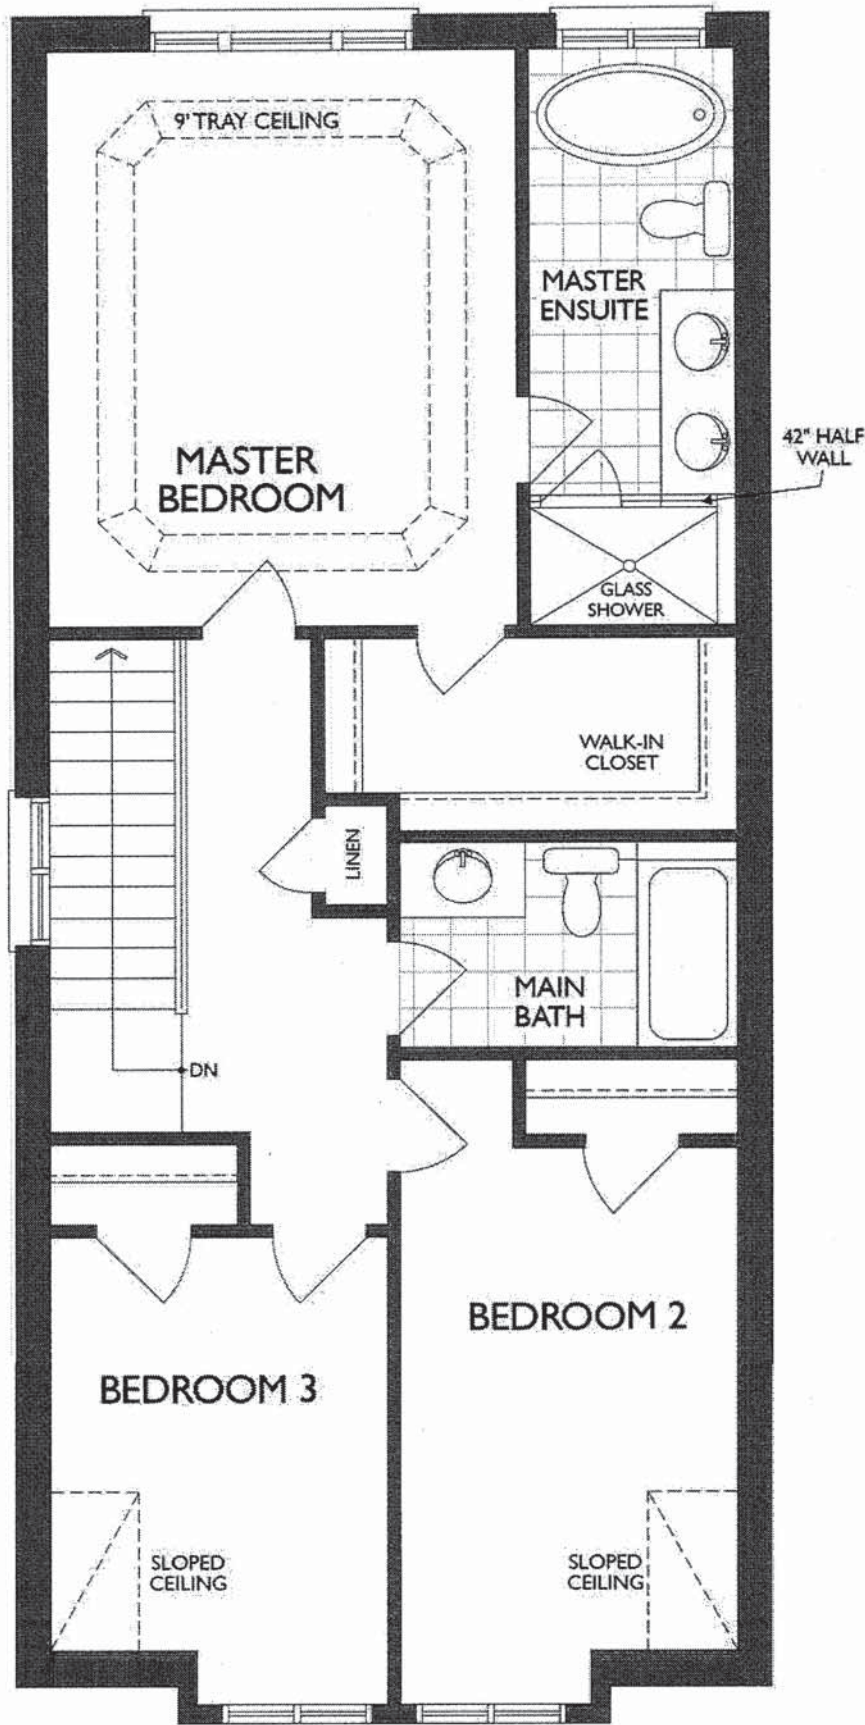 9' TRAY CEILING
MASTER
ENSUITE
42" HALF
WALL
MASTER
BEDROOM
GLASS
SHOWER
WALK-IN
CLOSET
LINEN
MAIN
BATH
DN
BEDROOM 2
BEDROOM 3
SLOPED
CEILING
SLOPED
CEILING